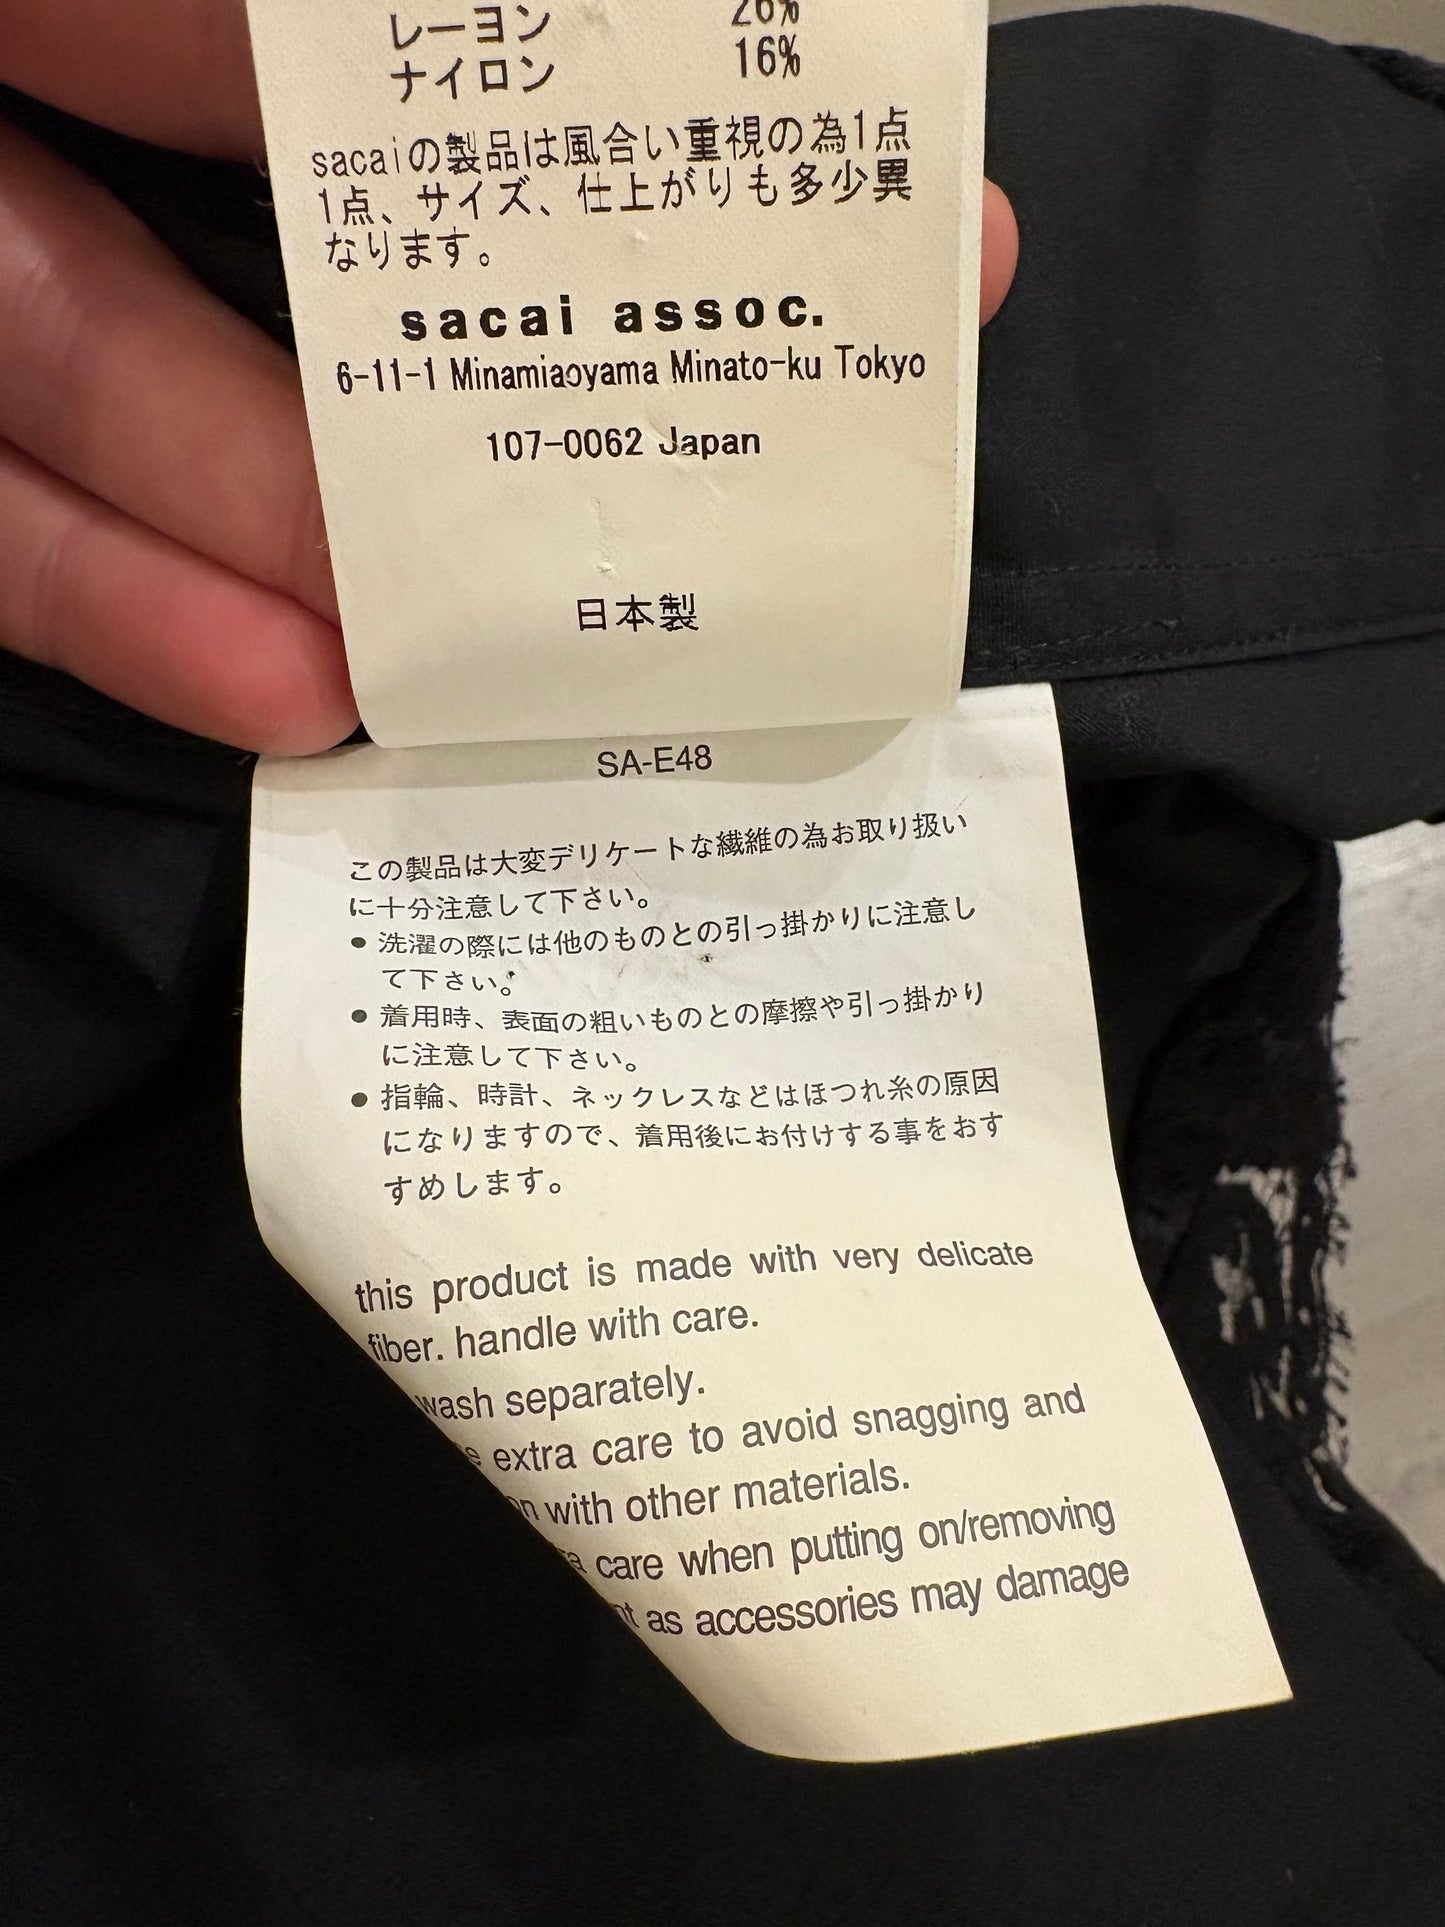 レーヨン 26%
ナイロン 16%
sacaiの製品は風合い重視の為1点
1点、サイズ、仕上がりも多少異
なります。
sacai assoc.
6-11-1 Minamiaoyama Minato-ku Tokyo
107-0062 Japan
日本製
SA-E48
この製品は大変デリケートな繊維の為お取り扱い
に十分注意して下さい。
● 洗濯の際には他のものとの引っ掛かりに注意し
て下さい。
● 着用時、表面の粗いものとの摩擦や引っ掛かり
に注意して下さい。
● 指輪、時計、ネックレスなどはほつれ糸の原因
になりますので、着用後にお付けする事をおす
すめします。
this product is made with very delicate
fiber. handle with care.
wash separately.
extra care to avoid snagging and
with other materials.
care when putting on/removing
as accessories may damage